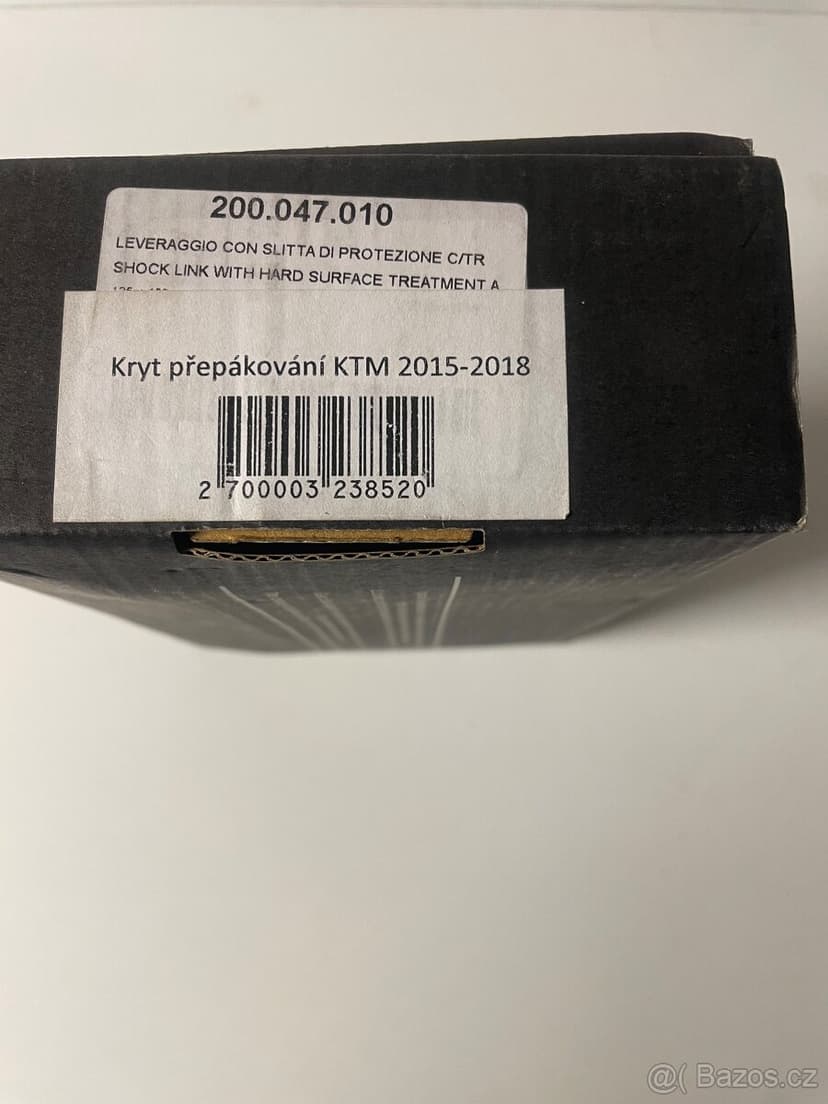 200.047.010
LEVERAGGIO CON SLITTA DI PROTEZIONE C/TR
SHOCK LINK WITH HARD SURFACE TREATMENT A
Kryt přepákování KTM 2015-2018
2 700003 238520
@( Bazos.cz